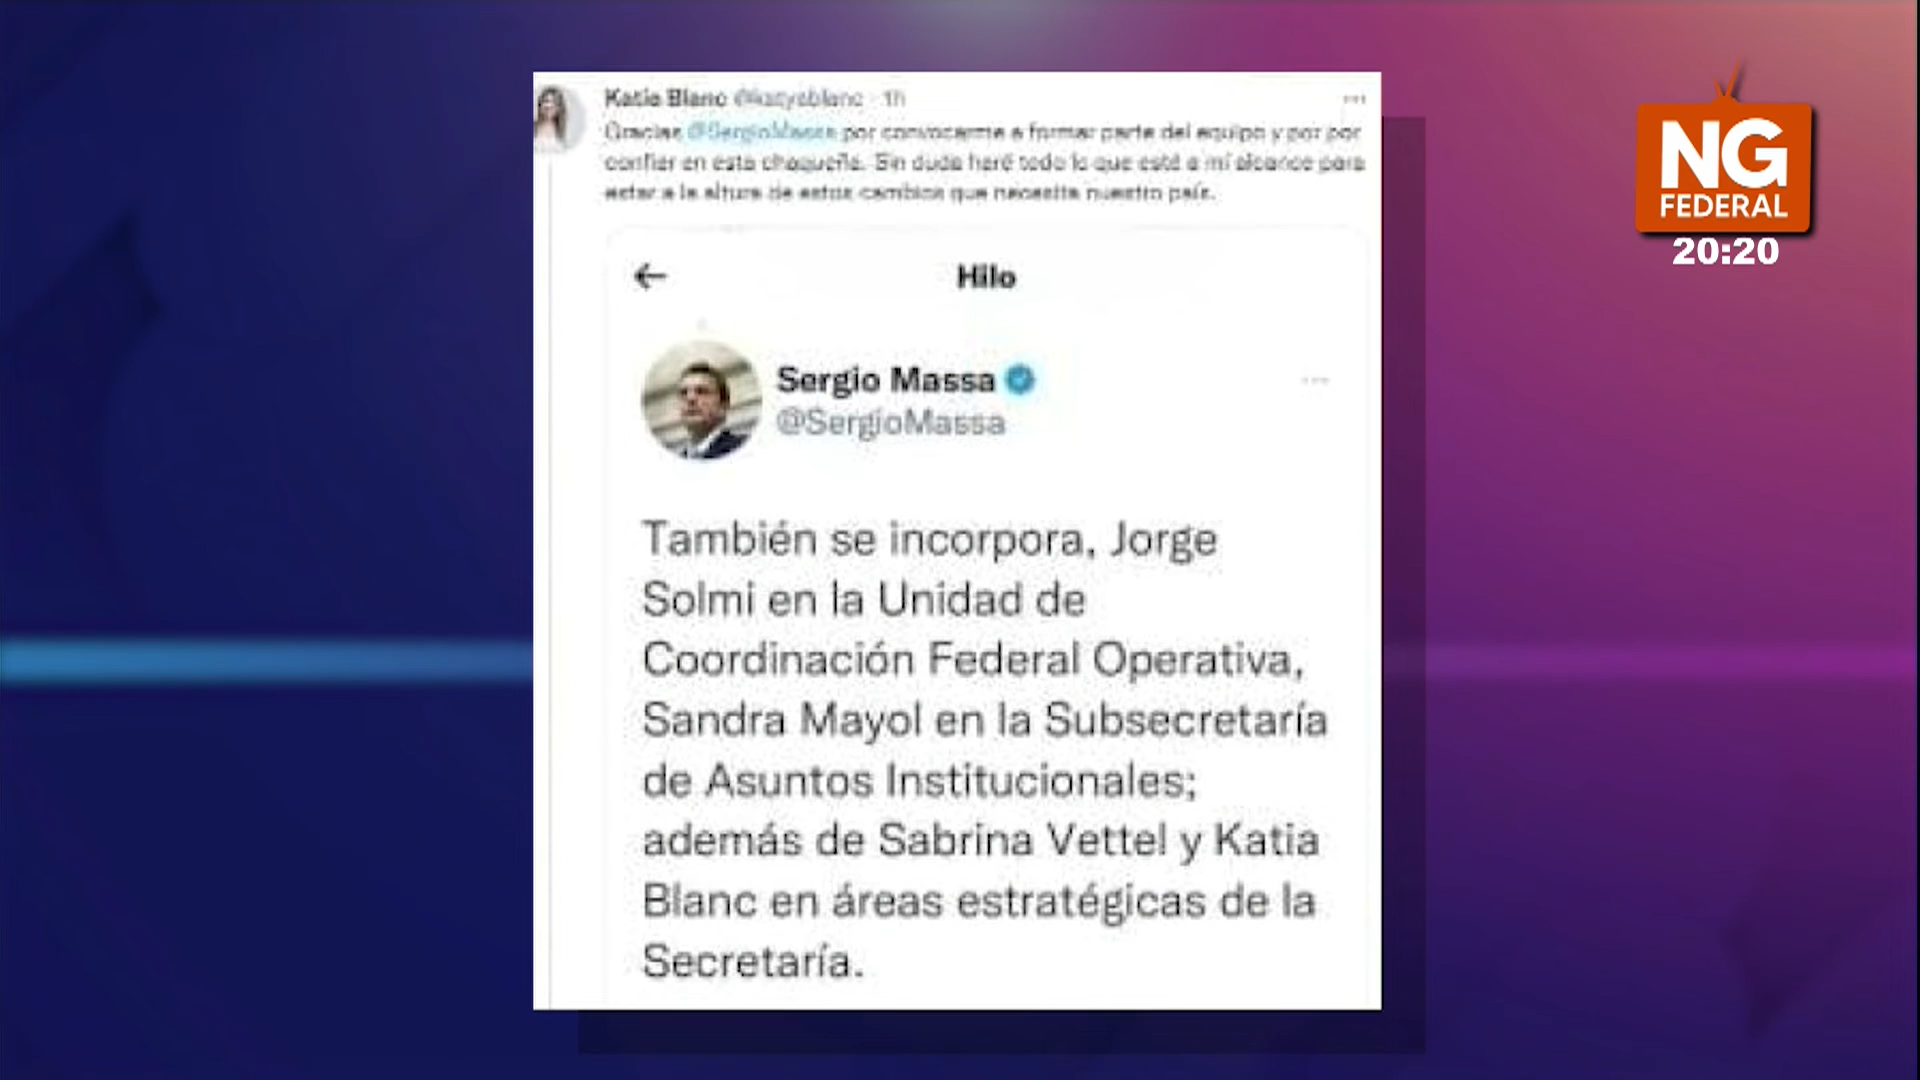 Katia Blanc @katyablanc · 1h
Gracias @SergioMassa por convocarme a formar parte del equipo y por por
confiar en esta chaqueña. Sin duda haré todo lo que esté a mi alcance para
estar a la altura de estos cambios que necesita nuestro país.
NG
FEDERAL
20:20
Hilo
Sergio Massa
@SergioMassa
También se incorpora, Jorge
Solmi en la Unidad de
Coordinación Federal Operativa,
Sandra Mayol en la Subsecretaría
de Asuntos Institucionales;
además de Sabrina Vettel y Katia
Blanc en áreas estratégicas de la
Secretaría.